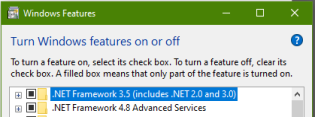 Windows Features
Turn Windows features on or off
To turn a feature on, select its check box. To turn a feature off, clear its
check box. A filled box means that only part of the feature is turned on.
.NET Framework 3.5 (includes .NET 2.0 and 3.0)
.NET Framework 4.8 Advanced Services